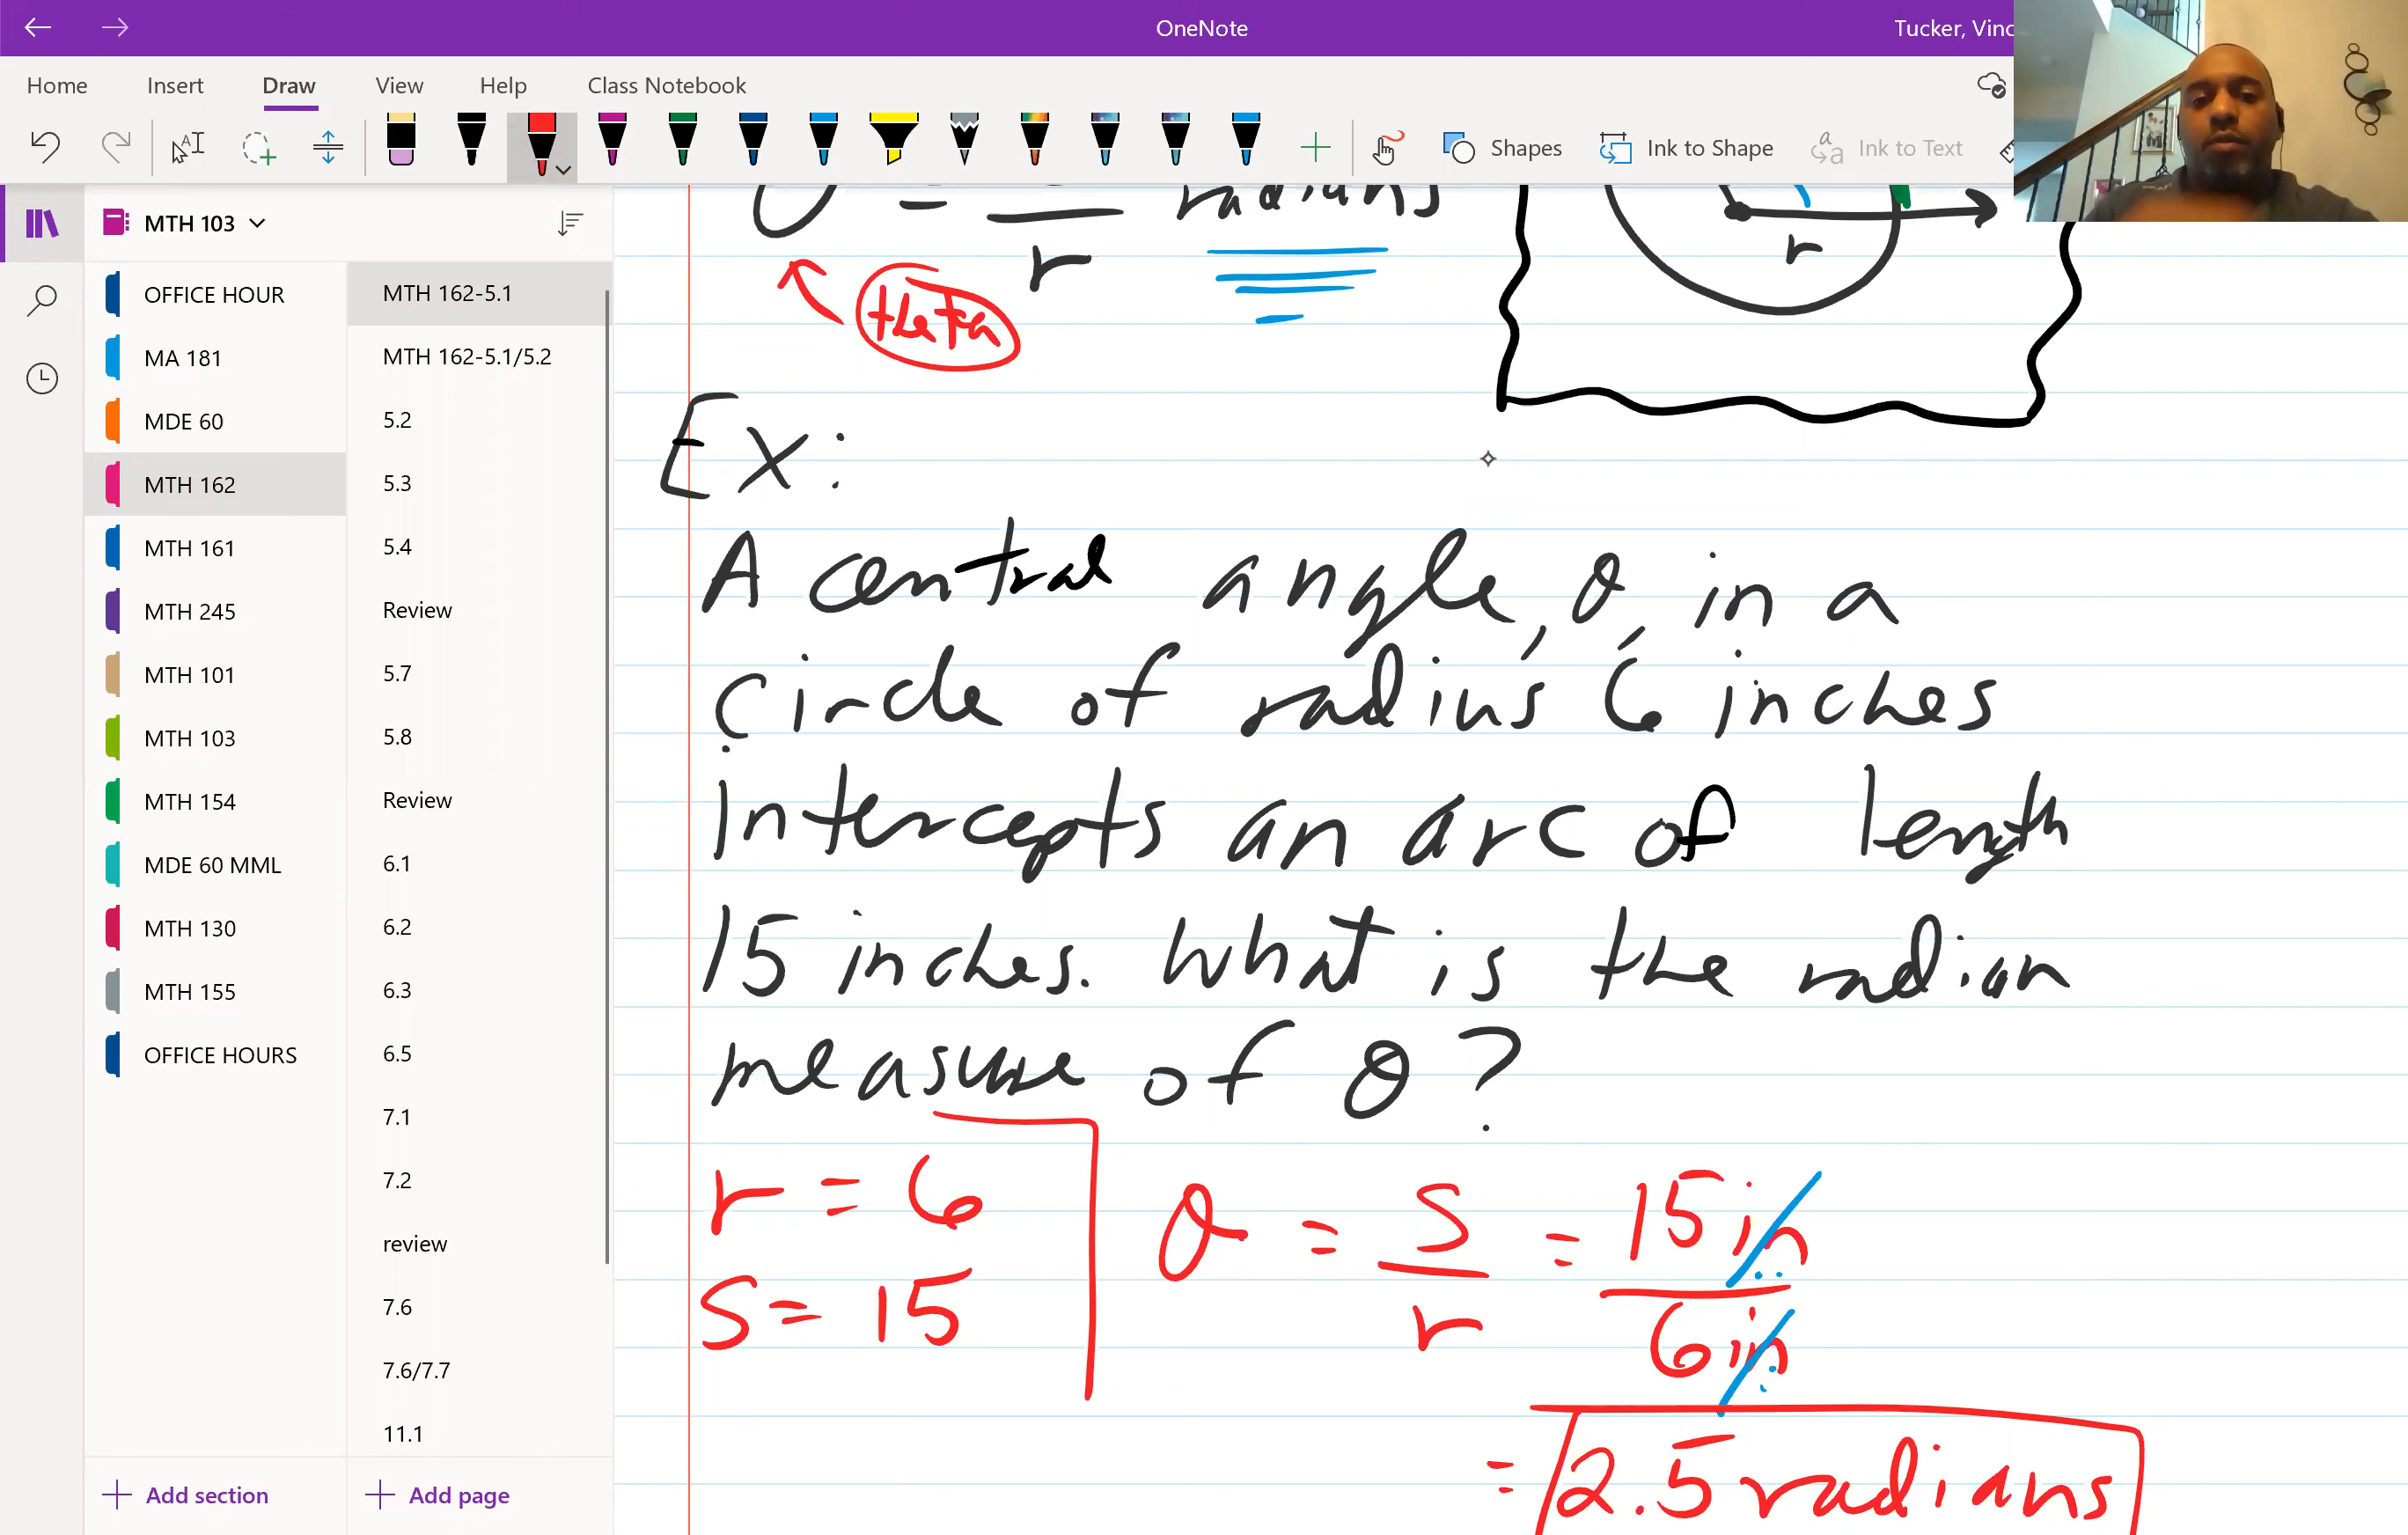 OneNote
Tucker, Vinc
Home Insert Draw View Help Class Notebook
Shapes Ink to Shape Ink to Text
MTH 103
OFFICE HOUR
MA 181
MDE 60
MTH 162
MTH 161
MTH 245
MTH 101
MTH 103
MTH 154
MDE 60 MML
MTH 130
MTH 155
OFFICE HOURS
Add section
MTH 162-5.1
MTH 162-5.1/5.2
5.2
5.3
5.4
Review
5.7
5.8
Review
6.1
6.2
6.3
6.5
7.1
7.2
review
7.6
7.6/7.7
11.1
Add page
radians
r
theta
r
Ex:
A central angle, θ, in a
circle of radius 6 inches
intercepts an arc of length
15 inches. What is the radian
measure of θ?
r = 6
s = 15
θ = s/r = 15 in/6 in
= 2.5 radians